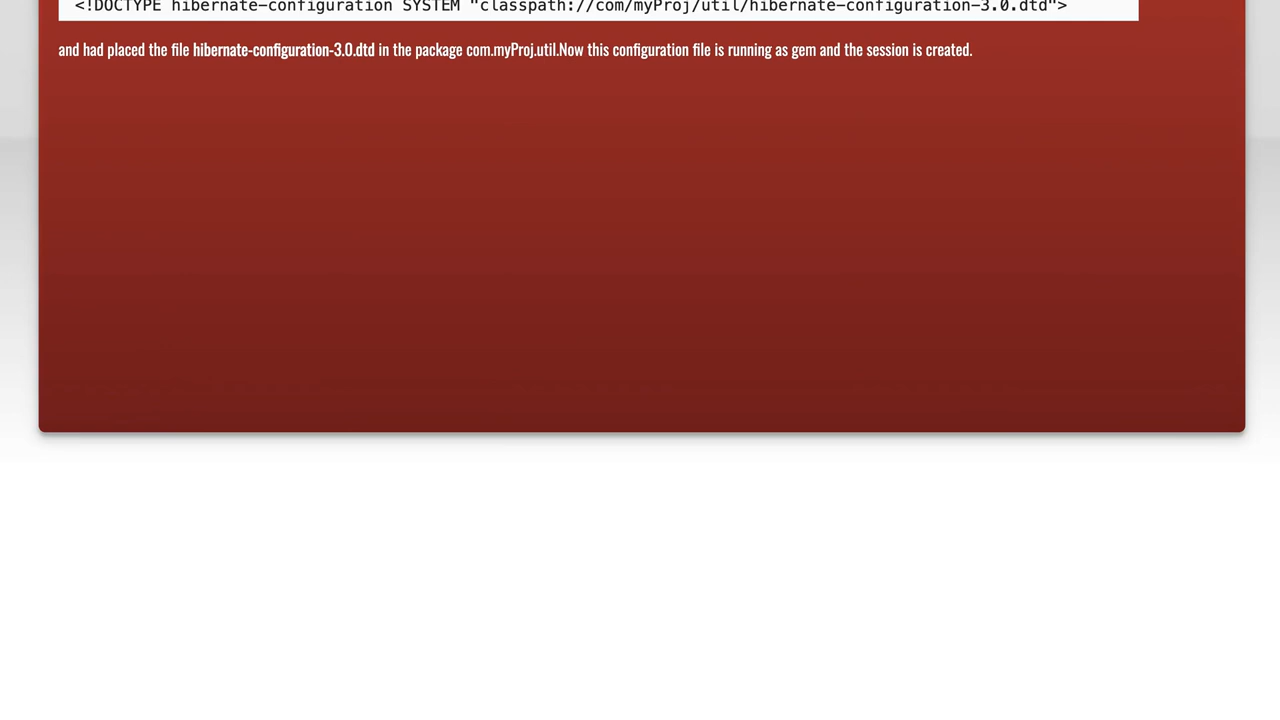 <!DOCTYPE hibernate-configuration SYSTEM "classpath://com/myProj/util/hibernate-configuration-3.0.dtd">
and had placed the file hibernate-configuration-3.0.dtd in the package com.myProj.util.Now this configuration file is running as gem and the session is created.